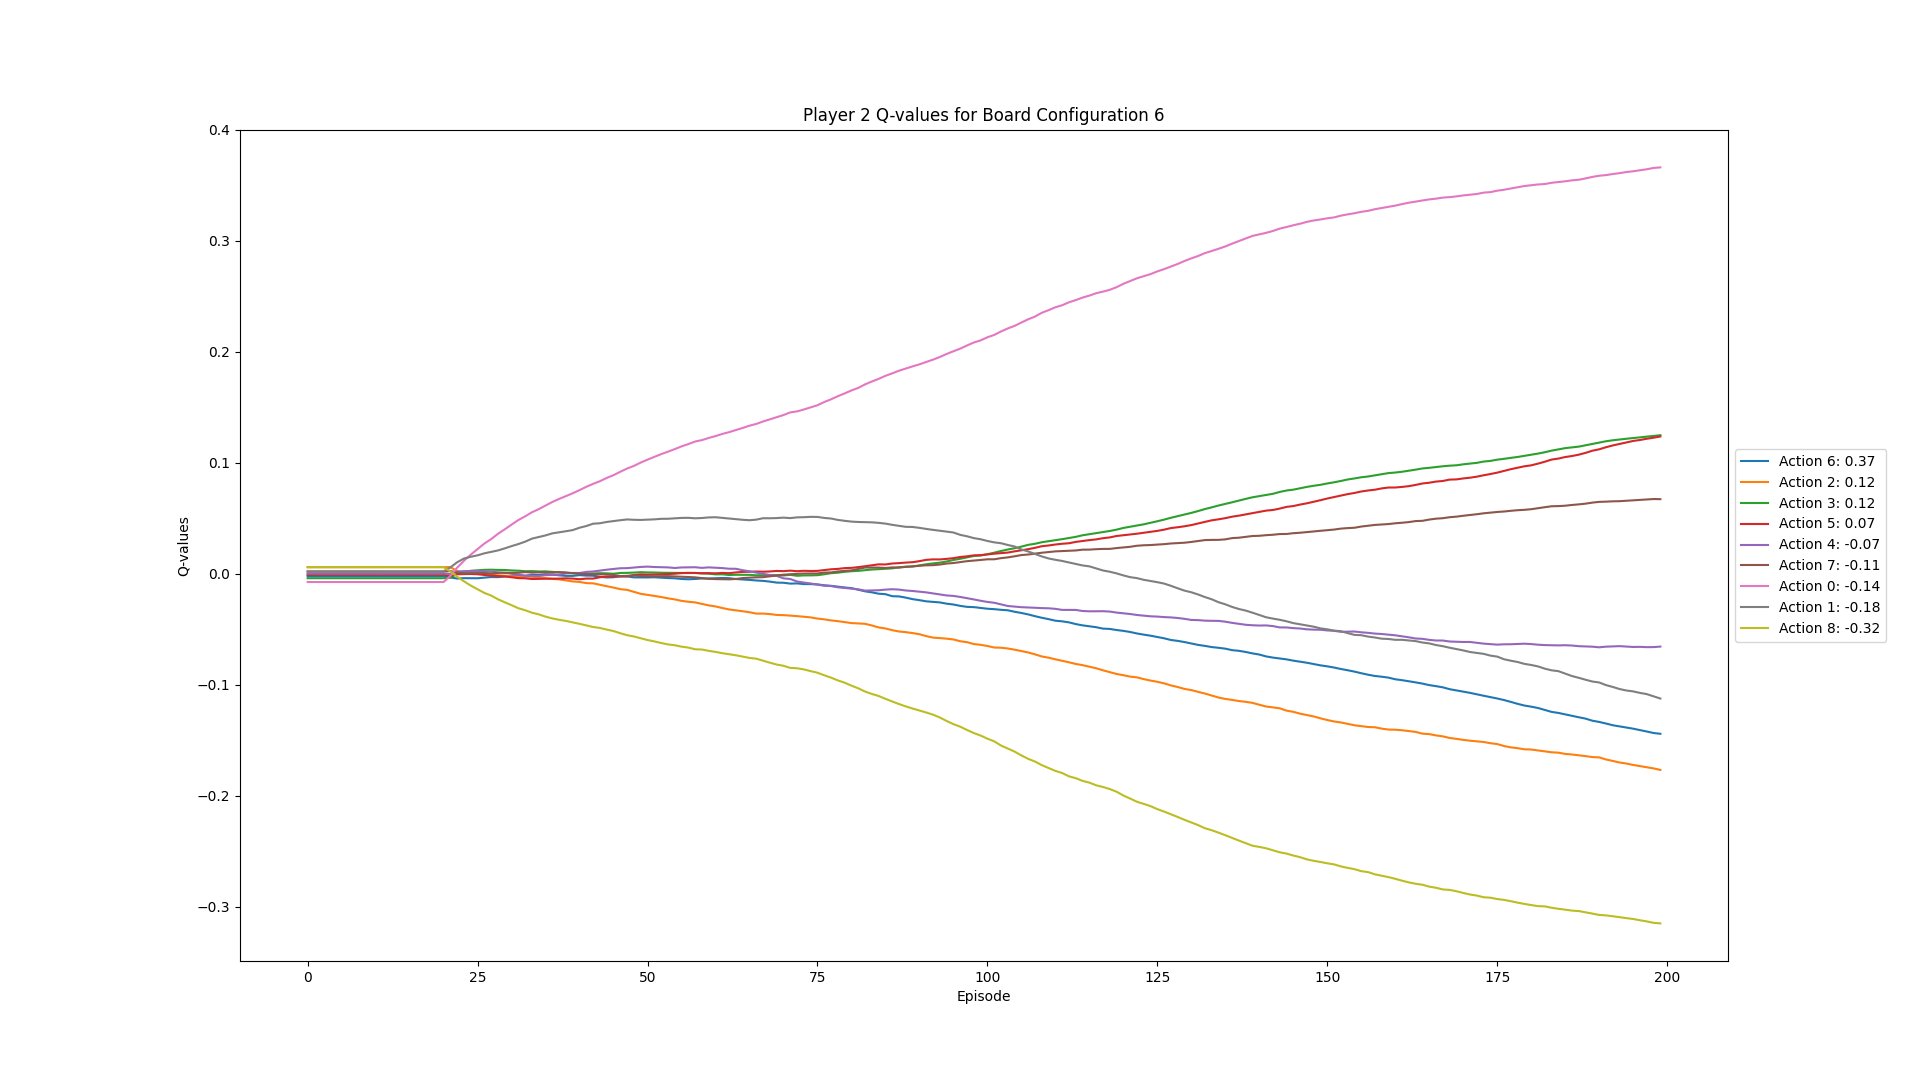 Player 2 Q-values for Board Configuration 6
0.4
0.3
0.2
0.1
0.0
−0.1
−0.2
−0.3
Q-values
0 25 50 75 100 125 150 175 200
Episode
Action 6: 0.37
Action 2: 0.12
Action 3: 0.12
Action 5: 0.07
Action 4: -0.07
Action 7: -0.11
Action 0: -0.14
Action 1: -0.18
Action 8: -0.32